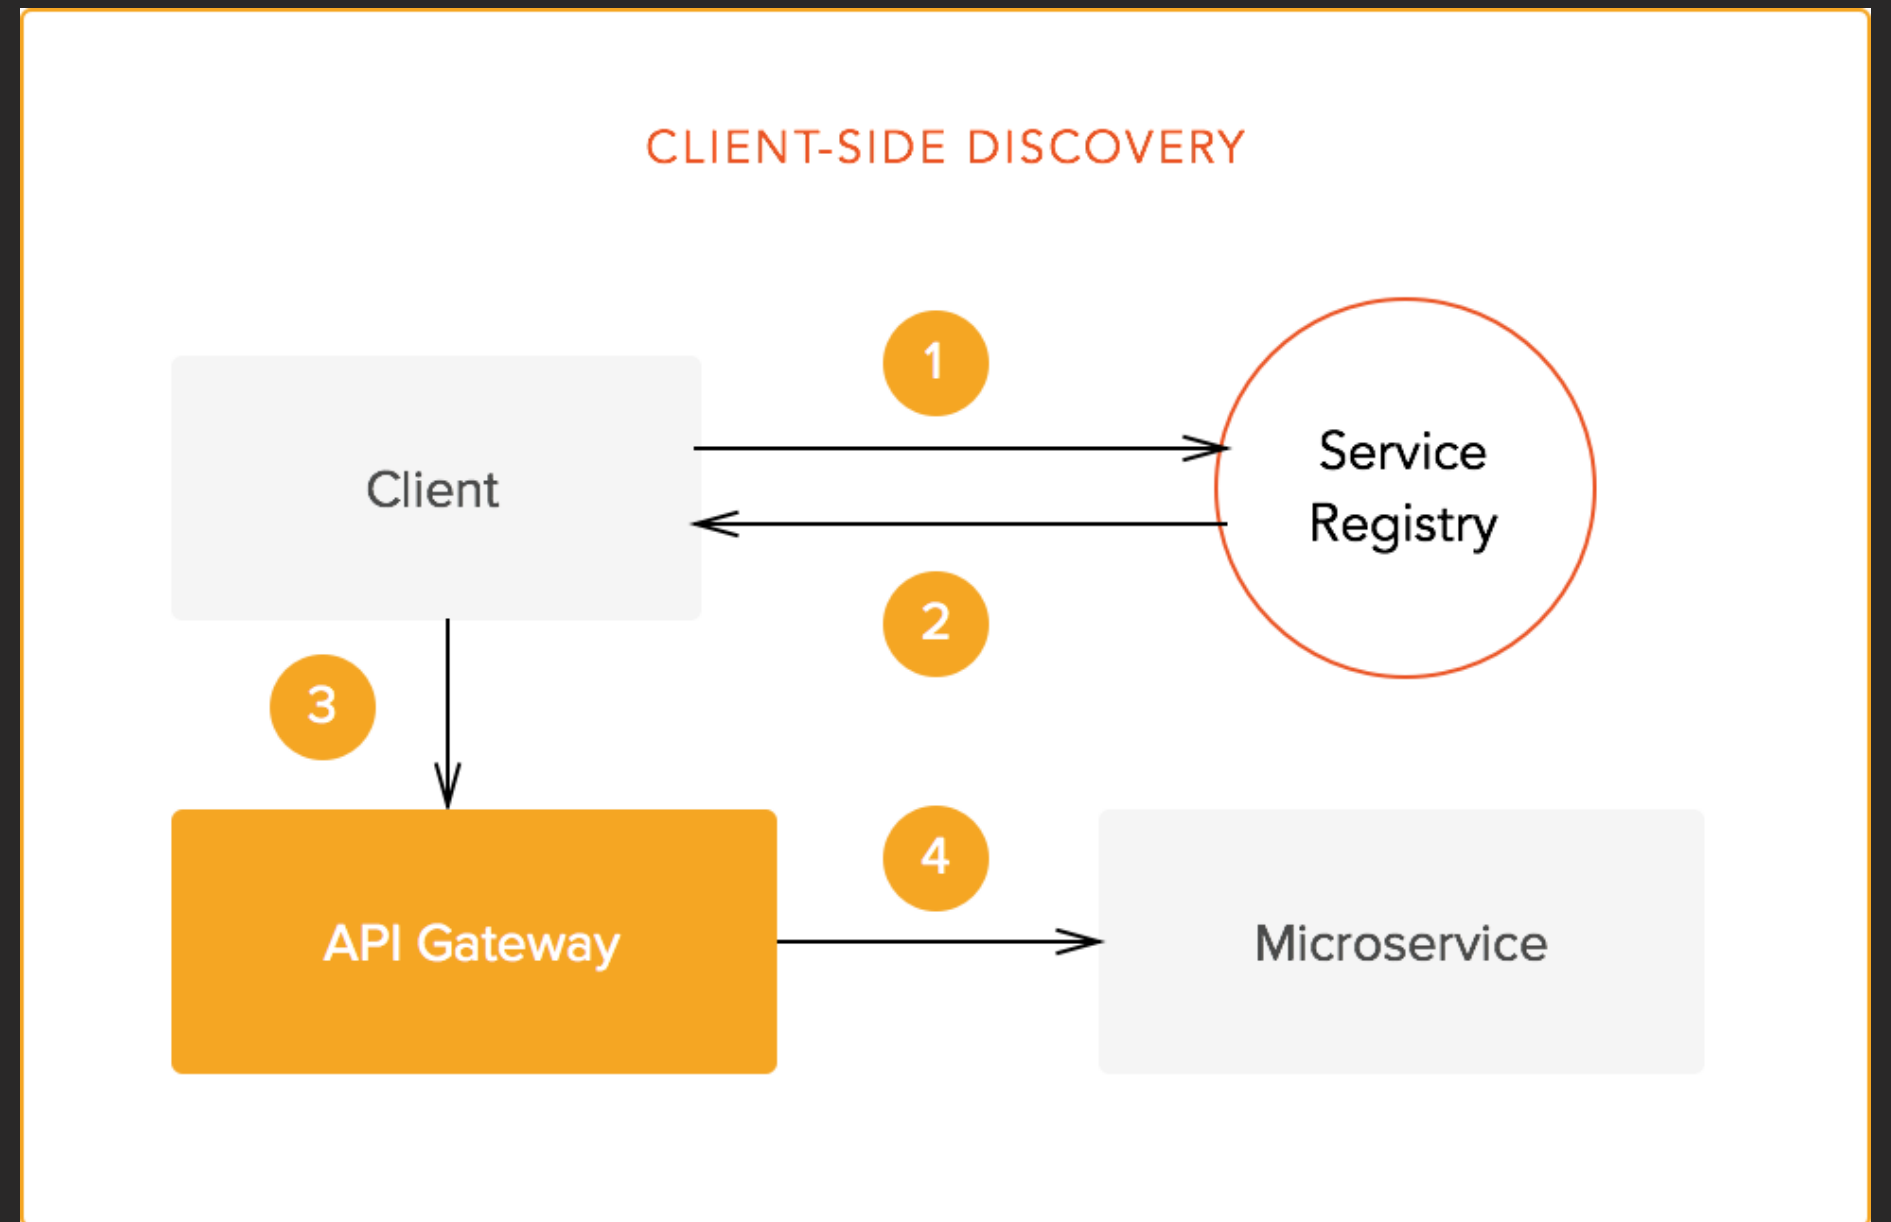 CLIENT-SIDE DISCOVERY
1
Client
Service
Registry
2
3
4
API Gateway
Microservice